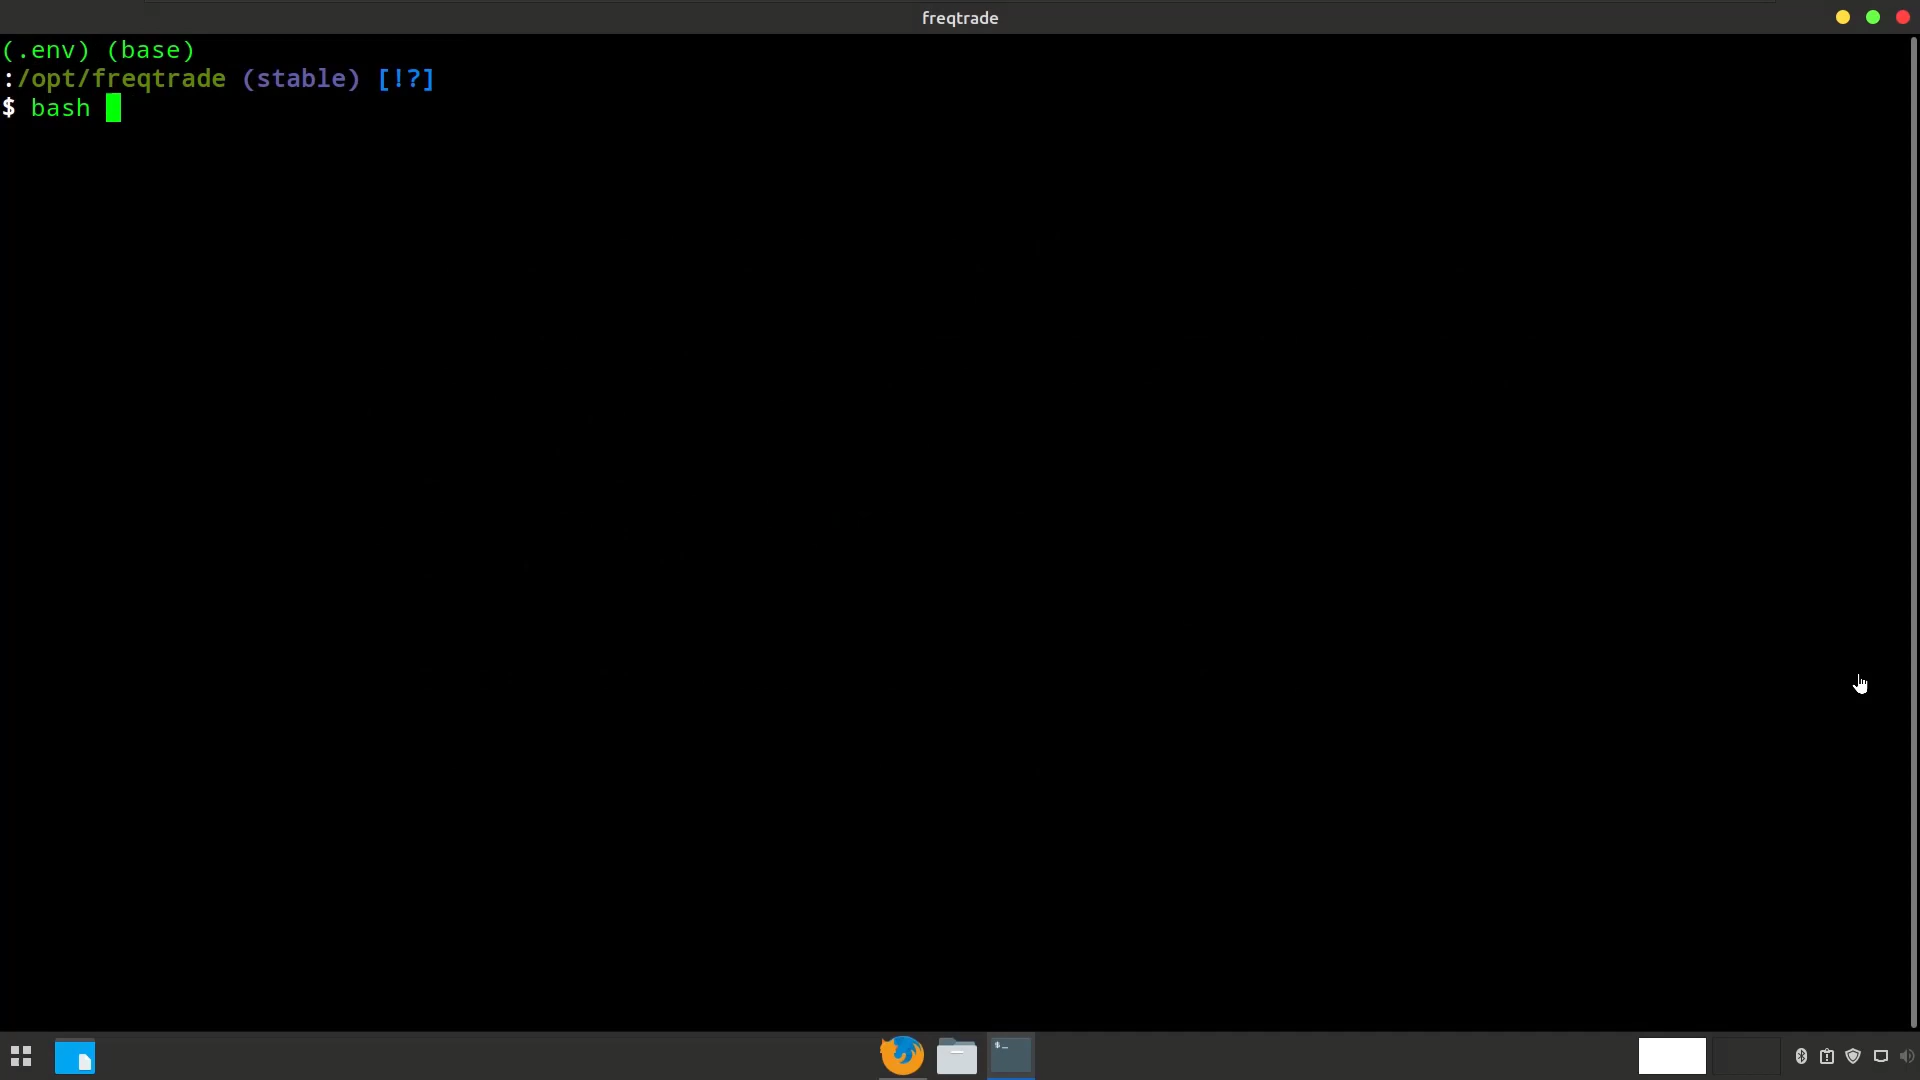 freqtrade
(.env) (base)
:/opt/freqtrade (stable) [!?]
$ bash
$_